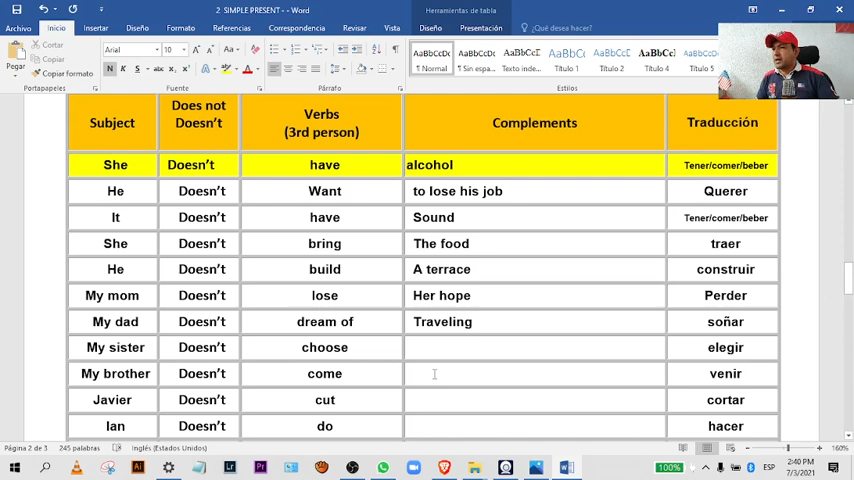 2 SIMPLE PRESENT - - Word
Herramientas de tabla
Archivo Inicio Insertar Diseño Formato Referencias Correspondencia Revisar Vista Diseño Presentación ¿Qué desea hacer?
Pegar
Cortar
Copiar
Copiar formato
Portapapeles
Arial 10
N K S abc x₂ x²
Fuente
Párrafo
AaBbCcDc AaBbCcDc AaBbCcDc AaBbCc AaBbCcD AaBbCcI AaBbCcD
¶ Normal ¶ Sin espa... Texto inde... Título 1 Título 2 Título 4 Título 5
Estilos
Subject Does not Doesn't Verbs (3rd person) Complements Traducción
She Doesn't have alcohol Tener/comer/beber
He Doesn't Want to lose his job Querer
It Doesn't have Sound Tener/comer/beber
She Doesn't bring The food traer
He Doesn't build A terrace construir
My mom Doesn't lose Her hope Perder
My dad Doesn't dream of Traveling soñar
My sister Doesn't choose elegir
My brother Doesn't come venir
Javier Doesn't cut cortar
Ian Doesn't do hacer
Página 2 de 3 245 palabras Inglés (Estados Unidos) 160%
100% ESP 2:40 PM
7/3/2021